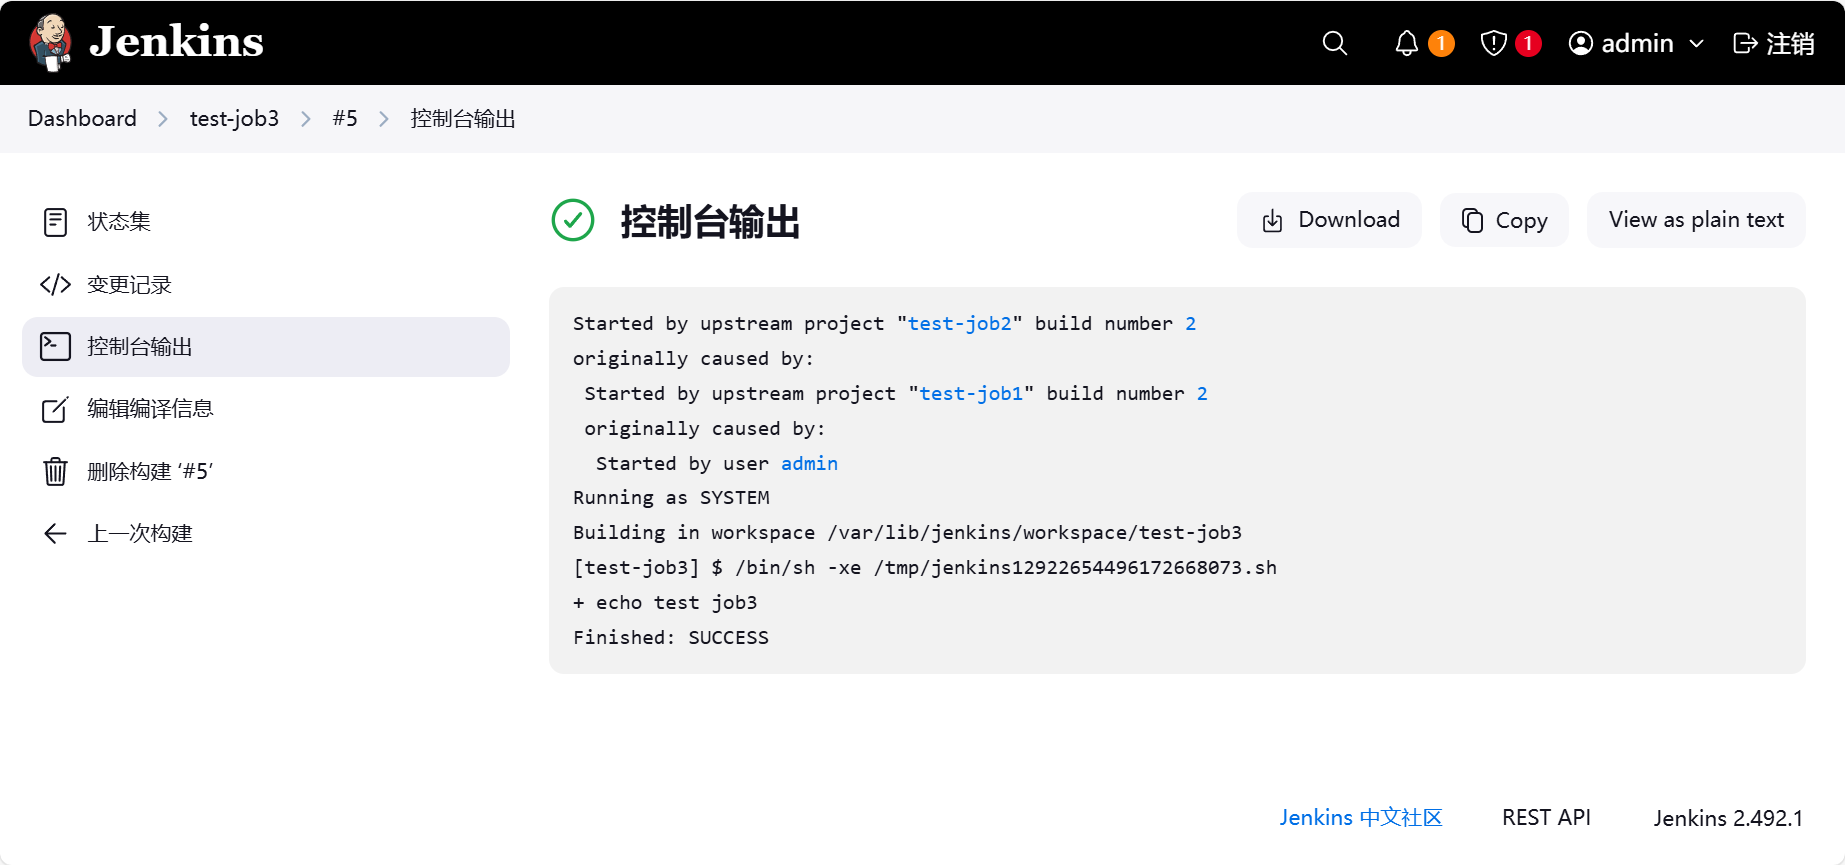 Jenkins
1
1
admin
注销
Dashboard
test-job3
#5
控制台输出
状态集
变更记录
控制台输出
编辑编译信息
删除构建 ‘#5’
上一次构建
控制台输出
Download
Copy
View as plain text
Started by upstream project "test-job2" build number 2
originally caused by:
 Started by upstream project "test-job1" build number 2
 originally caused by:
  Started by user admin
Running as SYSTEM
Building in workspace /var/lib/jenkins/workspace/test-job3
[test-job3] $ /bin/sh -xe /tmp/jenkins12922654496172668073.sh
+ echo test job3
Finished: SUCCESS
Jenkins 中文社区
REST API
Jenkins 2.492.1